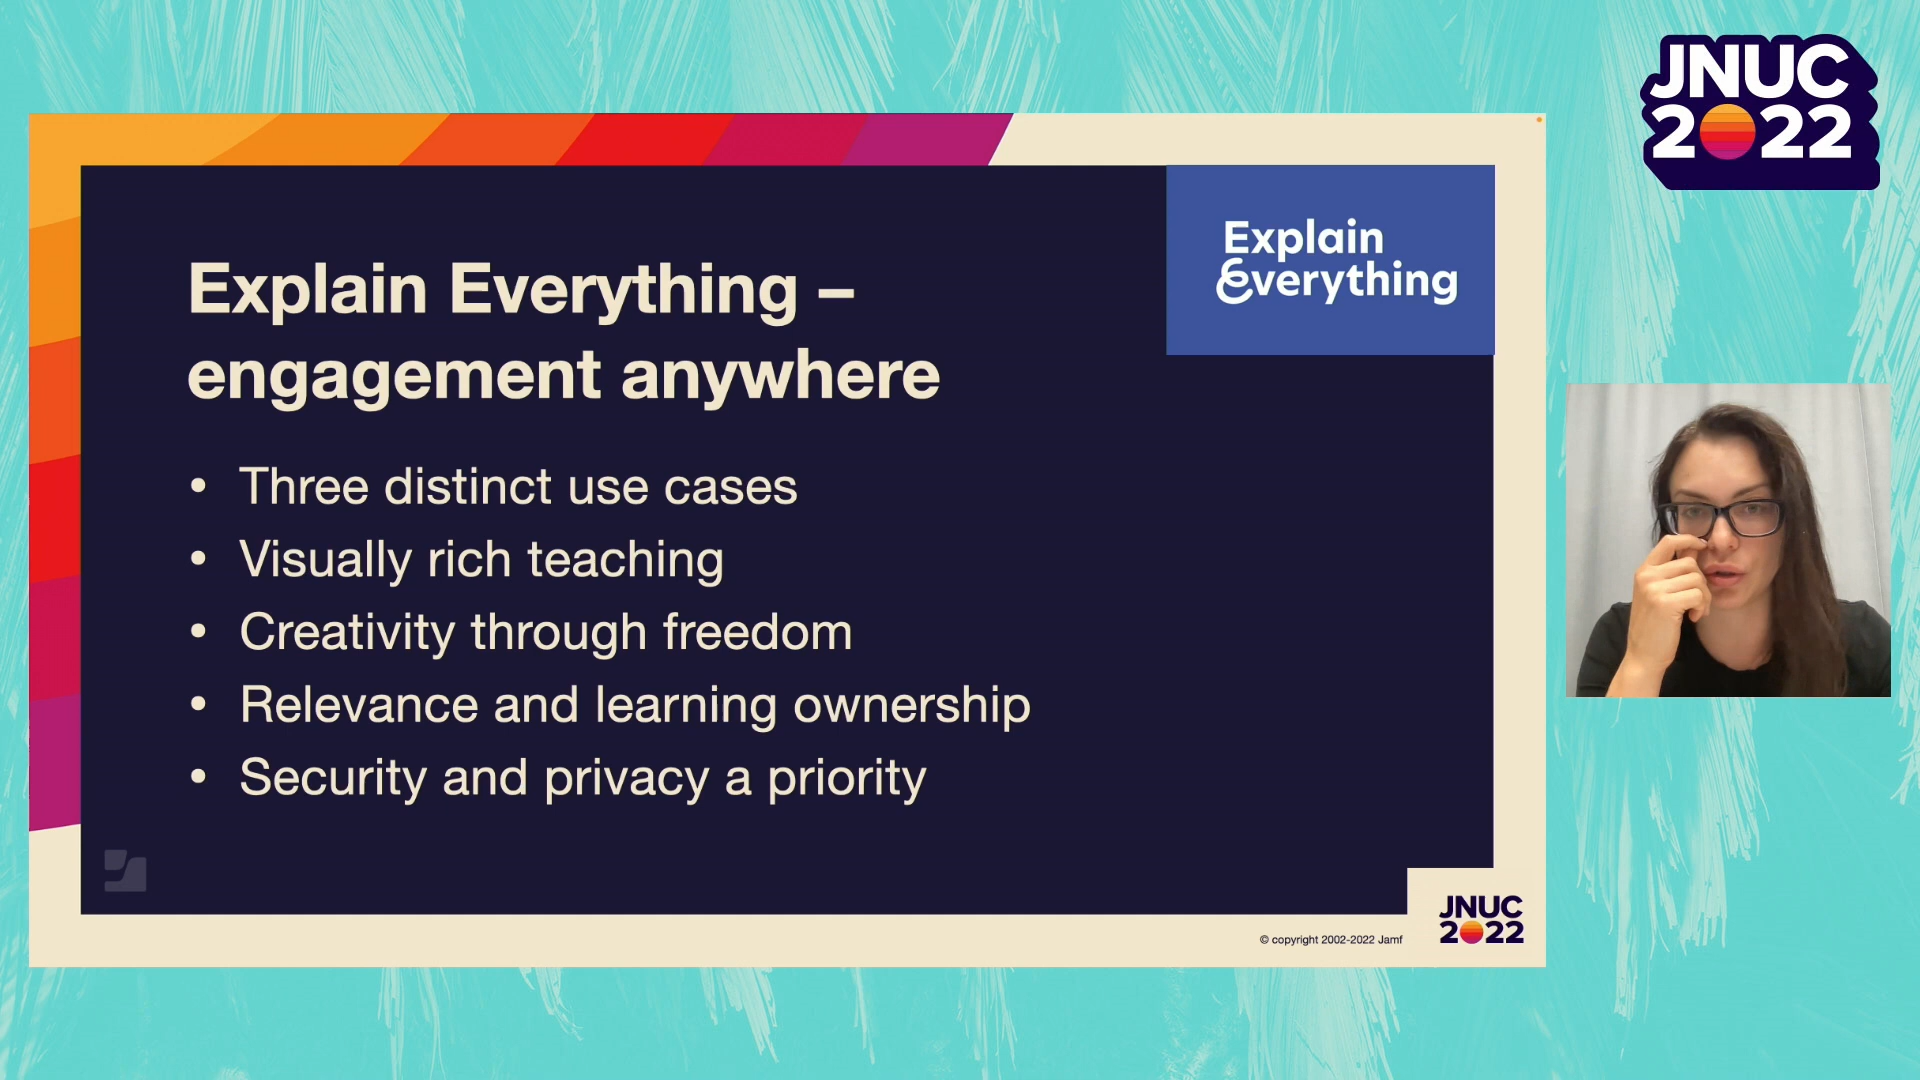 JNUC
2022
Explain
Everything
Explain Everything –
engagement anywhere
• Three distinct use cases
• Visually rich teaching
• Creativity through freedom
• Relevance and learning ownership
• Security and privacy a priority
© copyright 2002-2022 Jamf
JNUC
2022